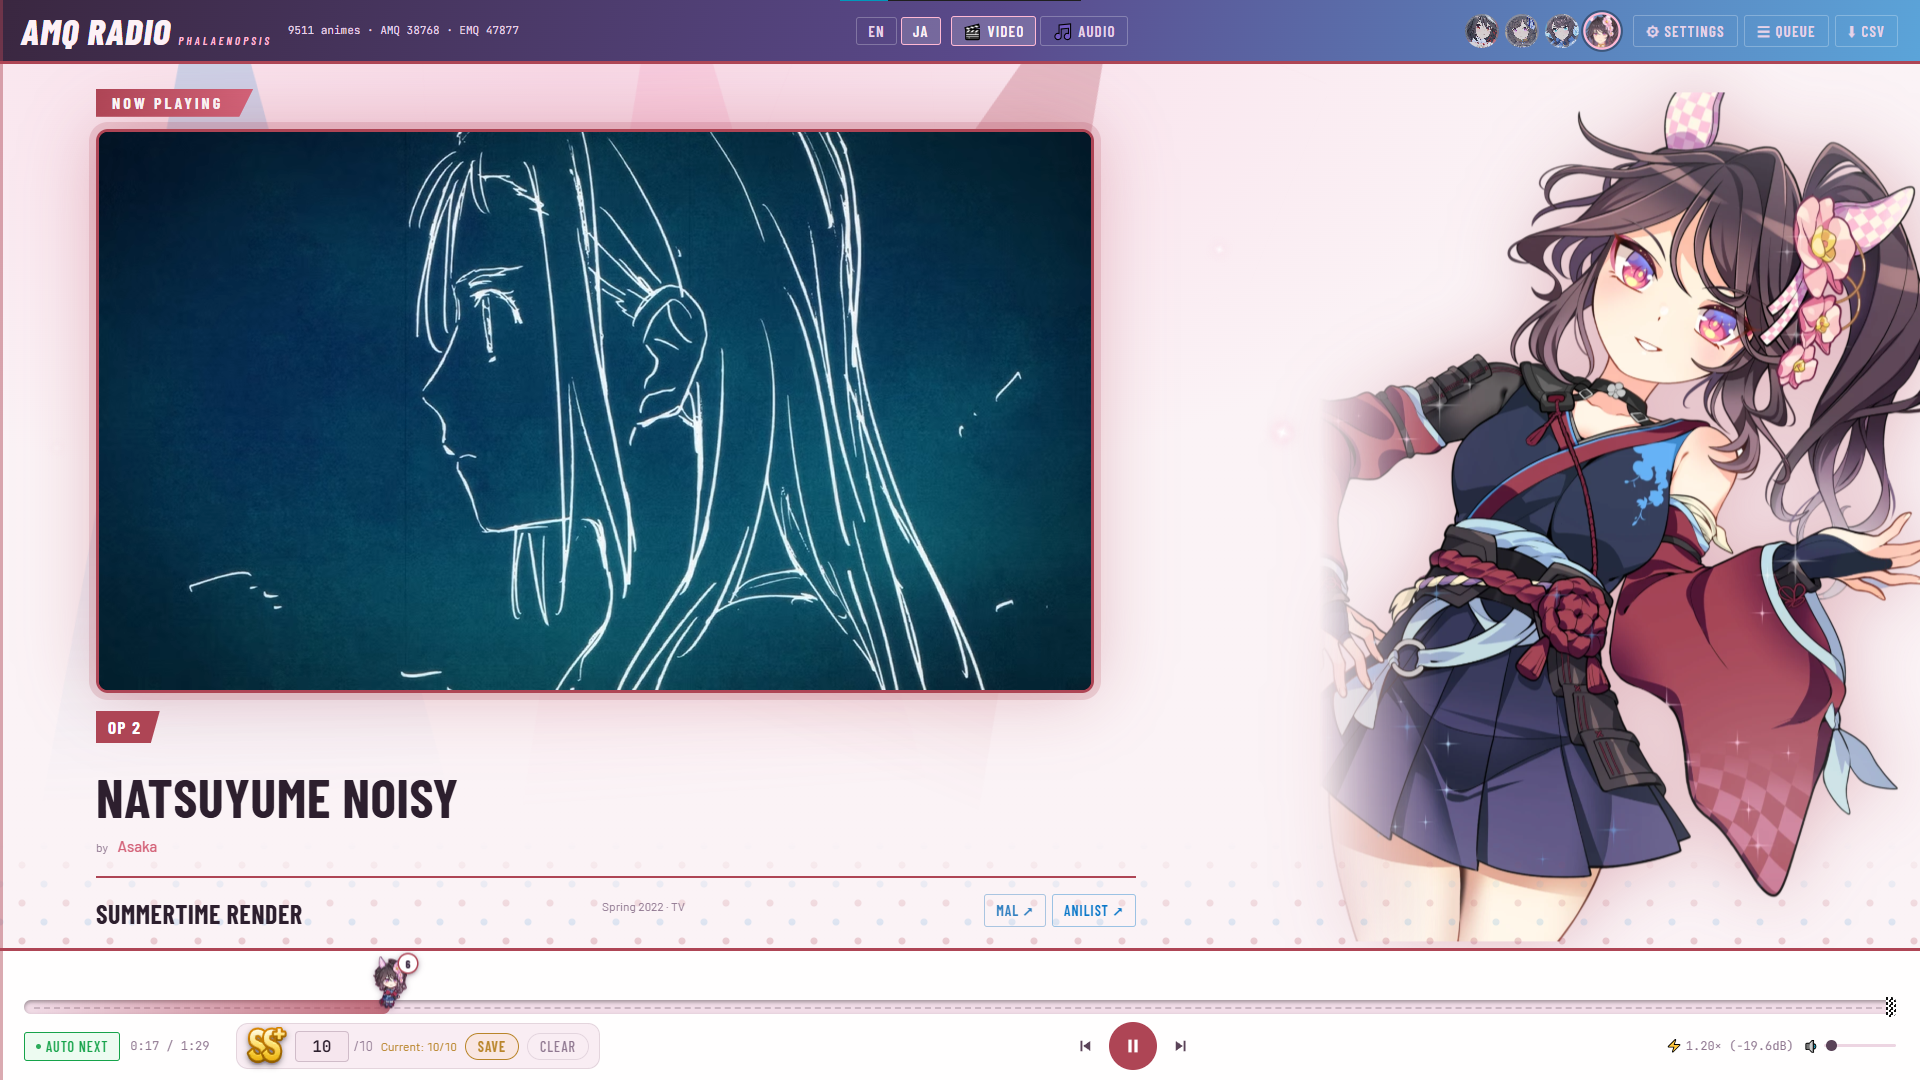 AMQ RADIO PHALAENOPSIS
9511 animes · AMQ 38768 · EMQ 47877
EN JA VIDEO AUDIO
SETTINGS QUEUE CSV
NOW PLAYING
OP 2
NATSUYUME NOISY
by Asaka
SUMMERTIME RENDER
Spring 2022 · TV
MAL ↗ ANILIST ↗
6
AUTO NEXT 0:17 / 1:29
SS+ 10 /10 Current: 10/10 SAVE CLEAR
1.20× (-19.6dB)